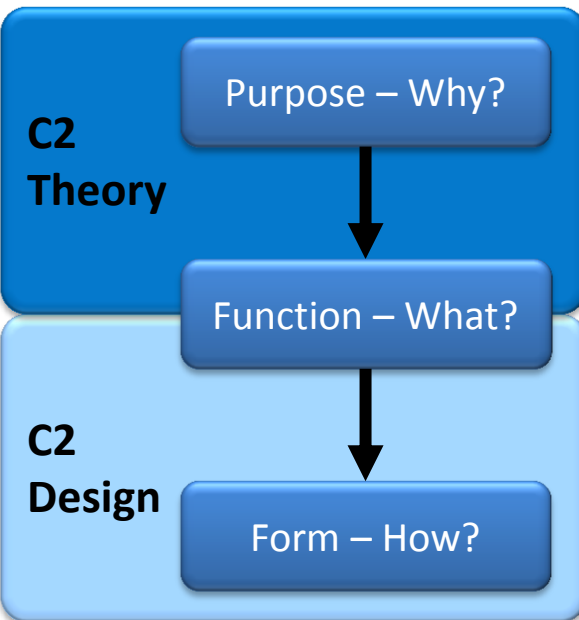 Purpose – Why?
C2
Theory
Function – What?
C2
Design
Form – How?